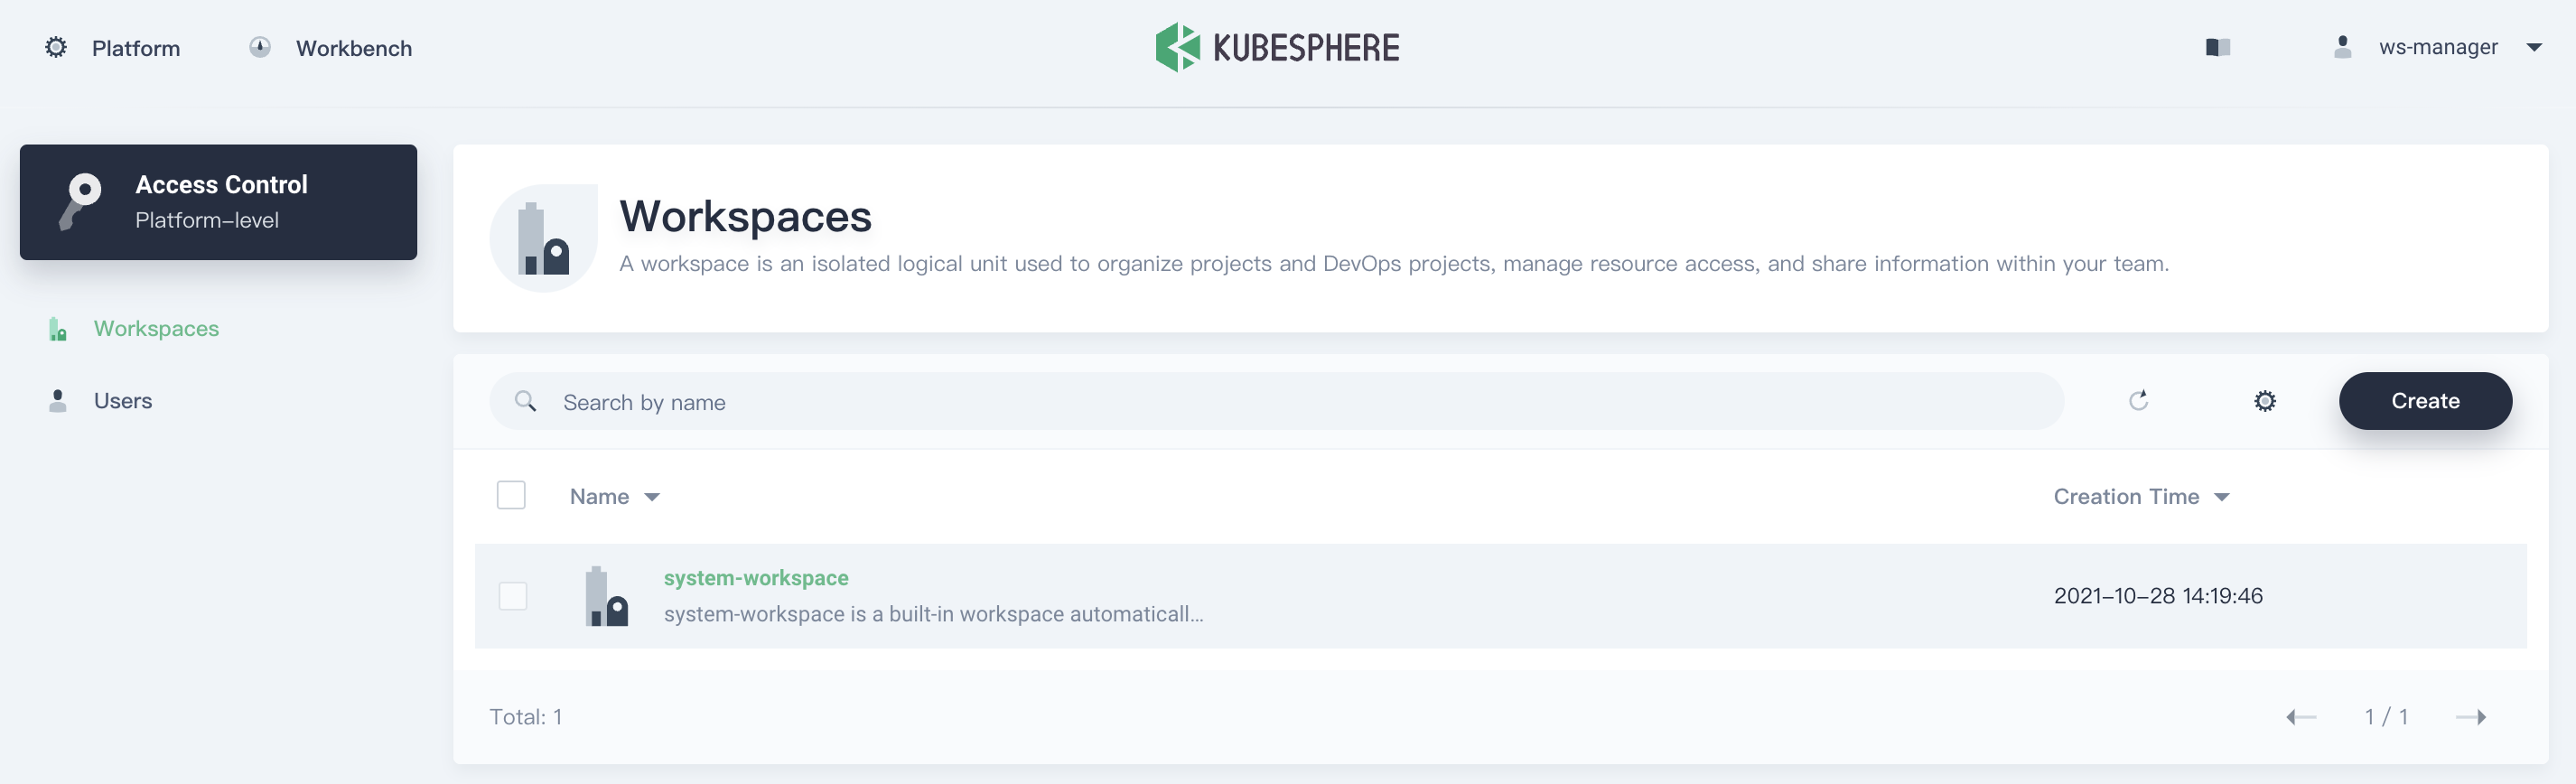 Platform
Workbench
KUBESPHERE
ws-manager
Access Control
Platform-level
Workspaces
Users
Workspaces
A workspace is an isolated logical unit used to organize projects and DevOps projects, manage resource access, and share information within your team.
Search by name
Create
Name
Creation Time
system-workspace
system-workspace is a built-in workspace automaticall...
2021-10-28 14:19:46
Total: 1
1 / 1